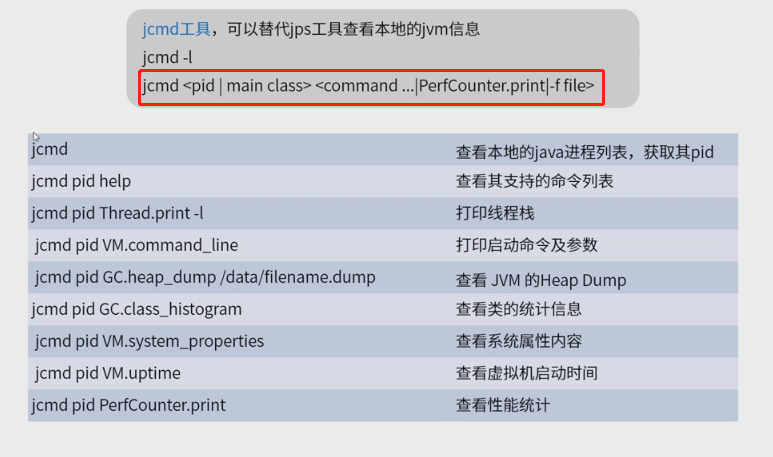 jcmd工具，可以替代jps工具查看本地的jvm信息
jcmd -l
jcmd <pid | main class> <command ...|PerfCounter.print|-f file>
jcmd 查看本地的java进程列表，获取其pid
jcmd pid help 查看其支持的命令列表
jcmd pid Thread.print -l 打印线程栈
jcmd pid VM.command_line 打印启动命令及参数
jcmd pid GC.heap_dump /data/filename.dump 查看 JVM 的Heap Dump
jcmd pid GC.class_histogram 查看类的统计信息
jcmd pid VM.system_properties 查看系统属性内容
jcmd pid VM.uptime 查看虚拟机启动时间
jcmd pid PerfCounter.print 查看性能统计